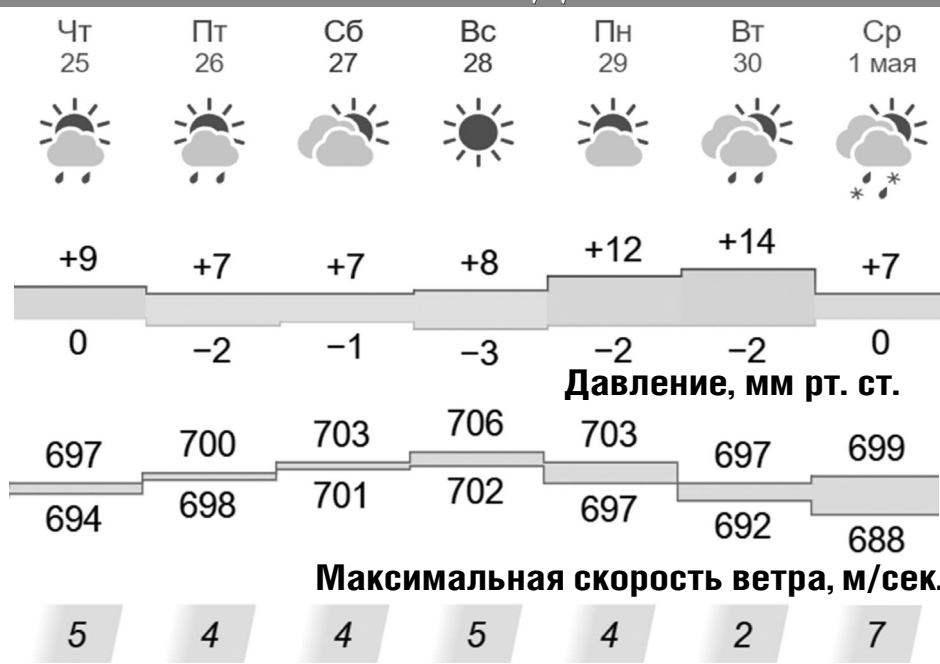 Чт Пт Сб Вс Пн Вт Ср
25 26 27 28 29 30 1 мая
+9 +7 +7 +8 +12 +14 +7
0 −2 −1 −3 −2 −2 0
Давление, мм рт. ст.
697 700 703 706 703 697 699
694 698 701 702 697 692 688
Максимальная скорость ветра, м/сек.
5 4 4 5 4 2 7